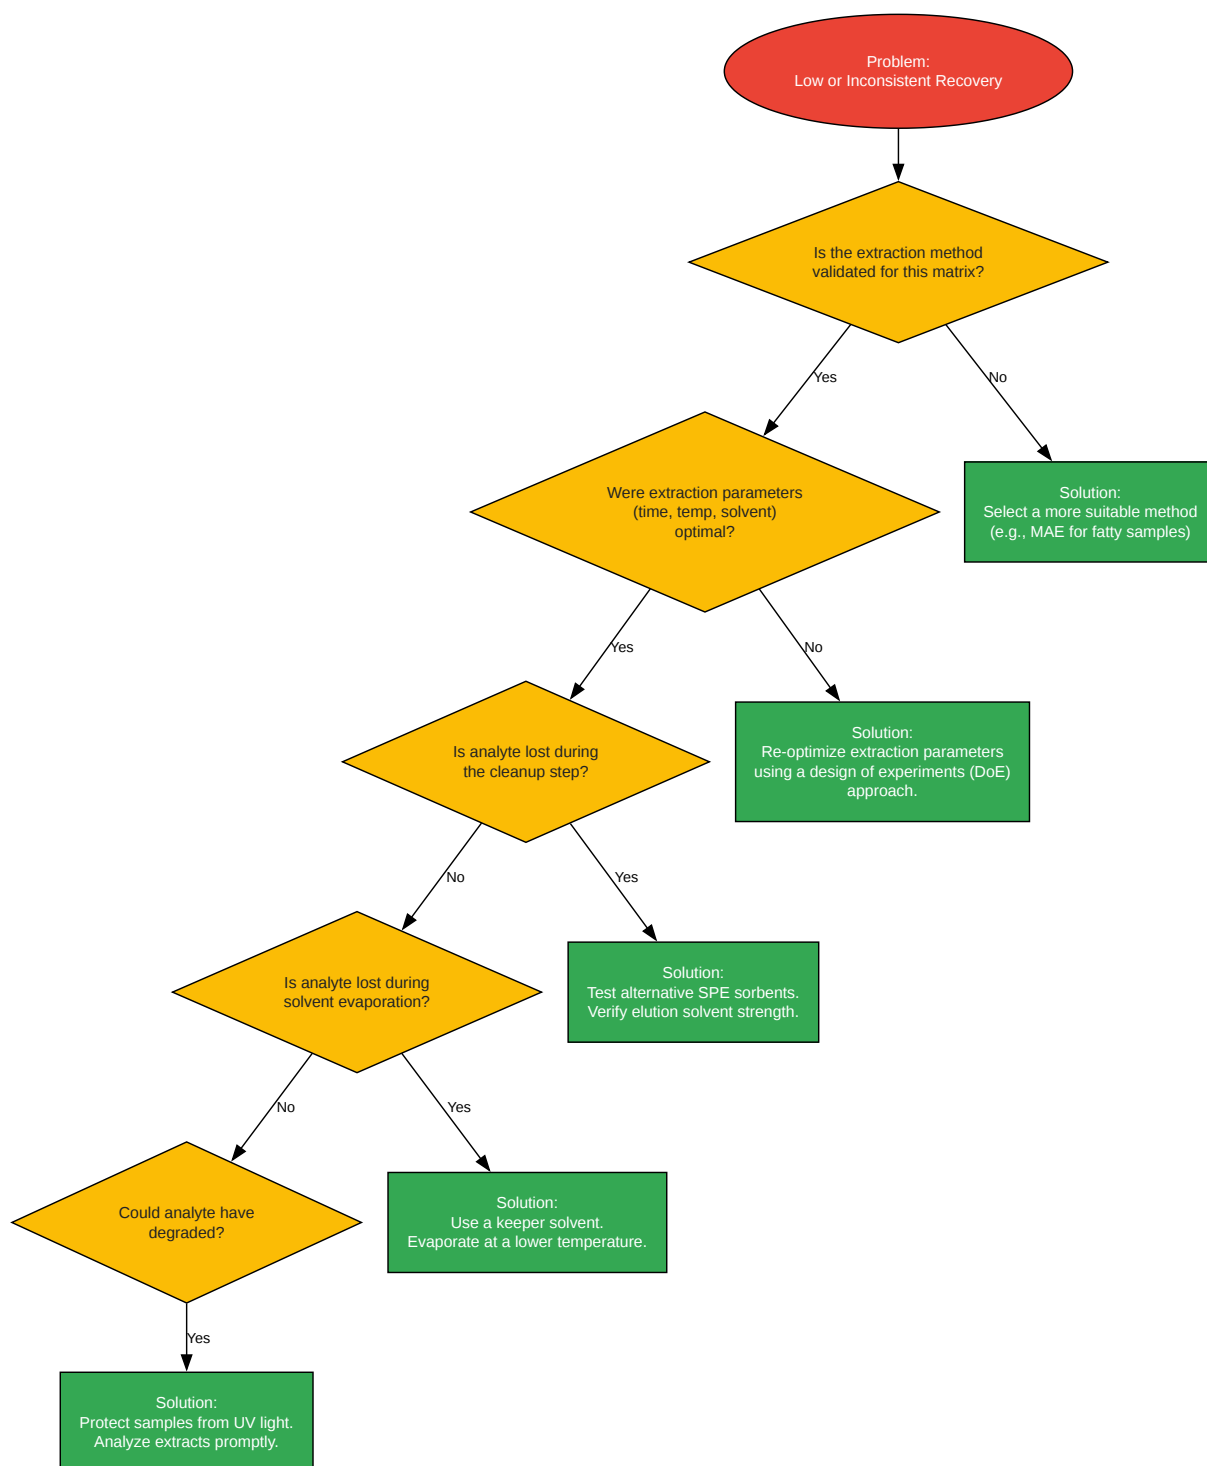 Problem:
Low or Inconsistent Recovery
Is the extraction method
validated for this matrix?
Yes
No
Were extraction parameters
(time, temp, solvent)
optimal?
Solution:
Select a more suitable method
(e.g., MAE for fatty samples)
Yes
No
Is analyte lost during
the cleanup step?
Solution:
Re-optimize extraction parameters
using a design of experiments (DoE)
approach.
No
Yes
Is analyte lost during
solvent evaporation?
Solution:
Test alternative SPE sorbents.
Verify elution solvent strength.
No
Yes
Could analyte have
degraded?
Solution:
Use a keeper solvent.
Evaporate at a lower temperature.
Yes
Solution:
Protect samples from UV light.
Analyze extracts promptly.